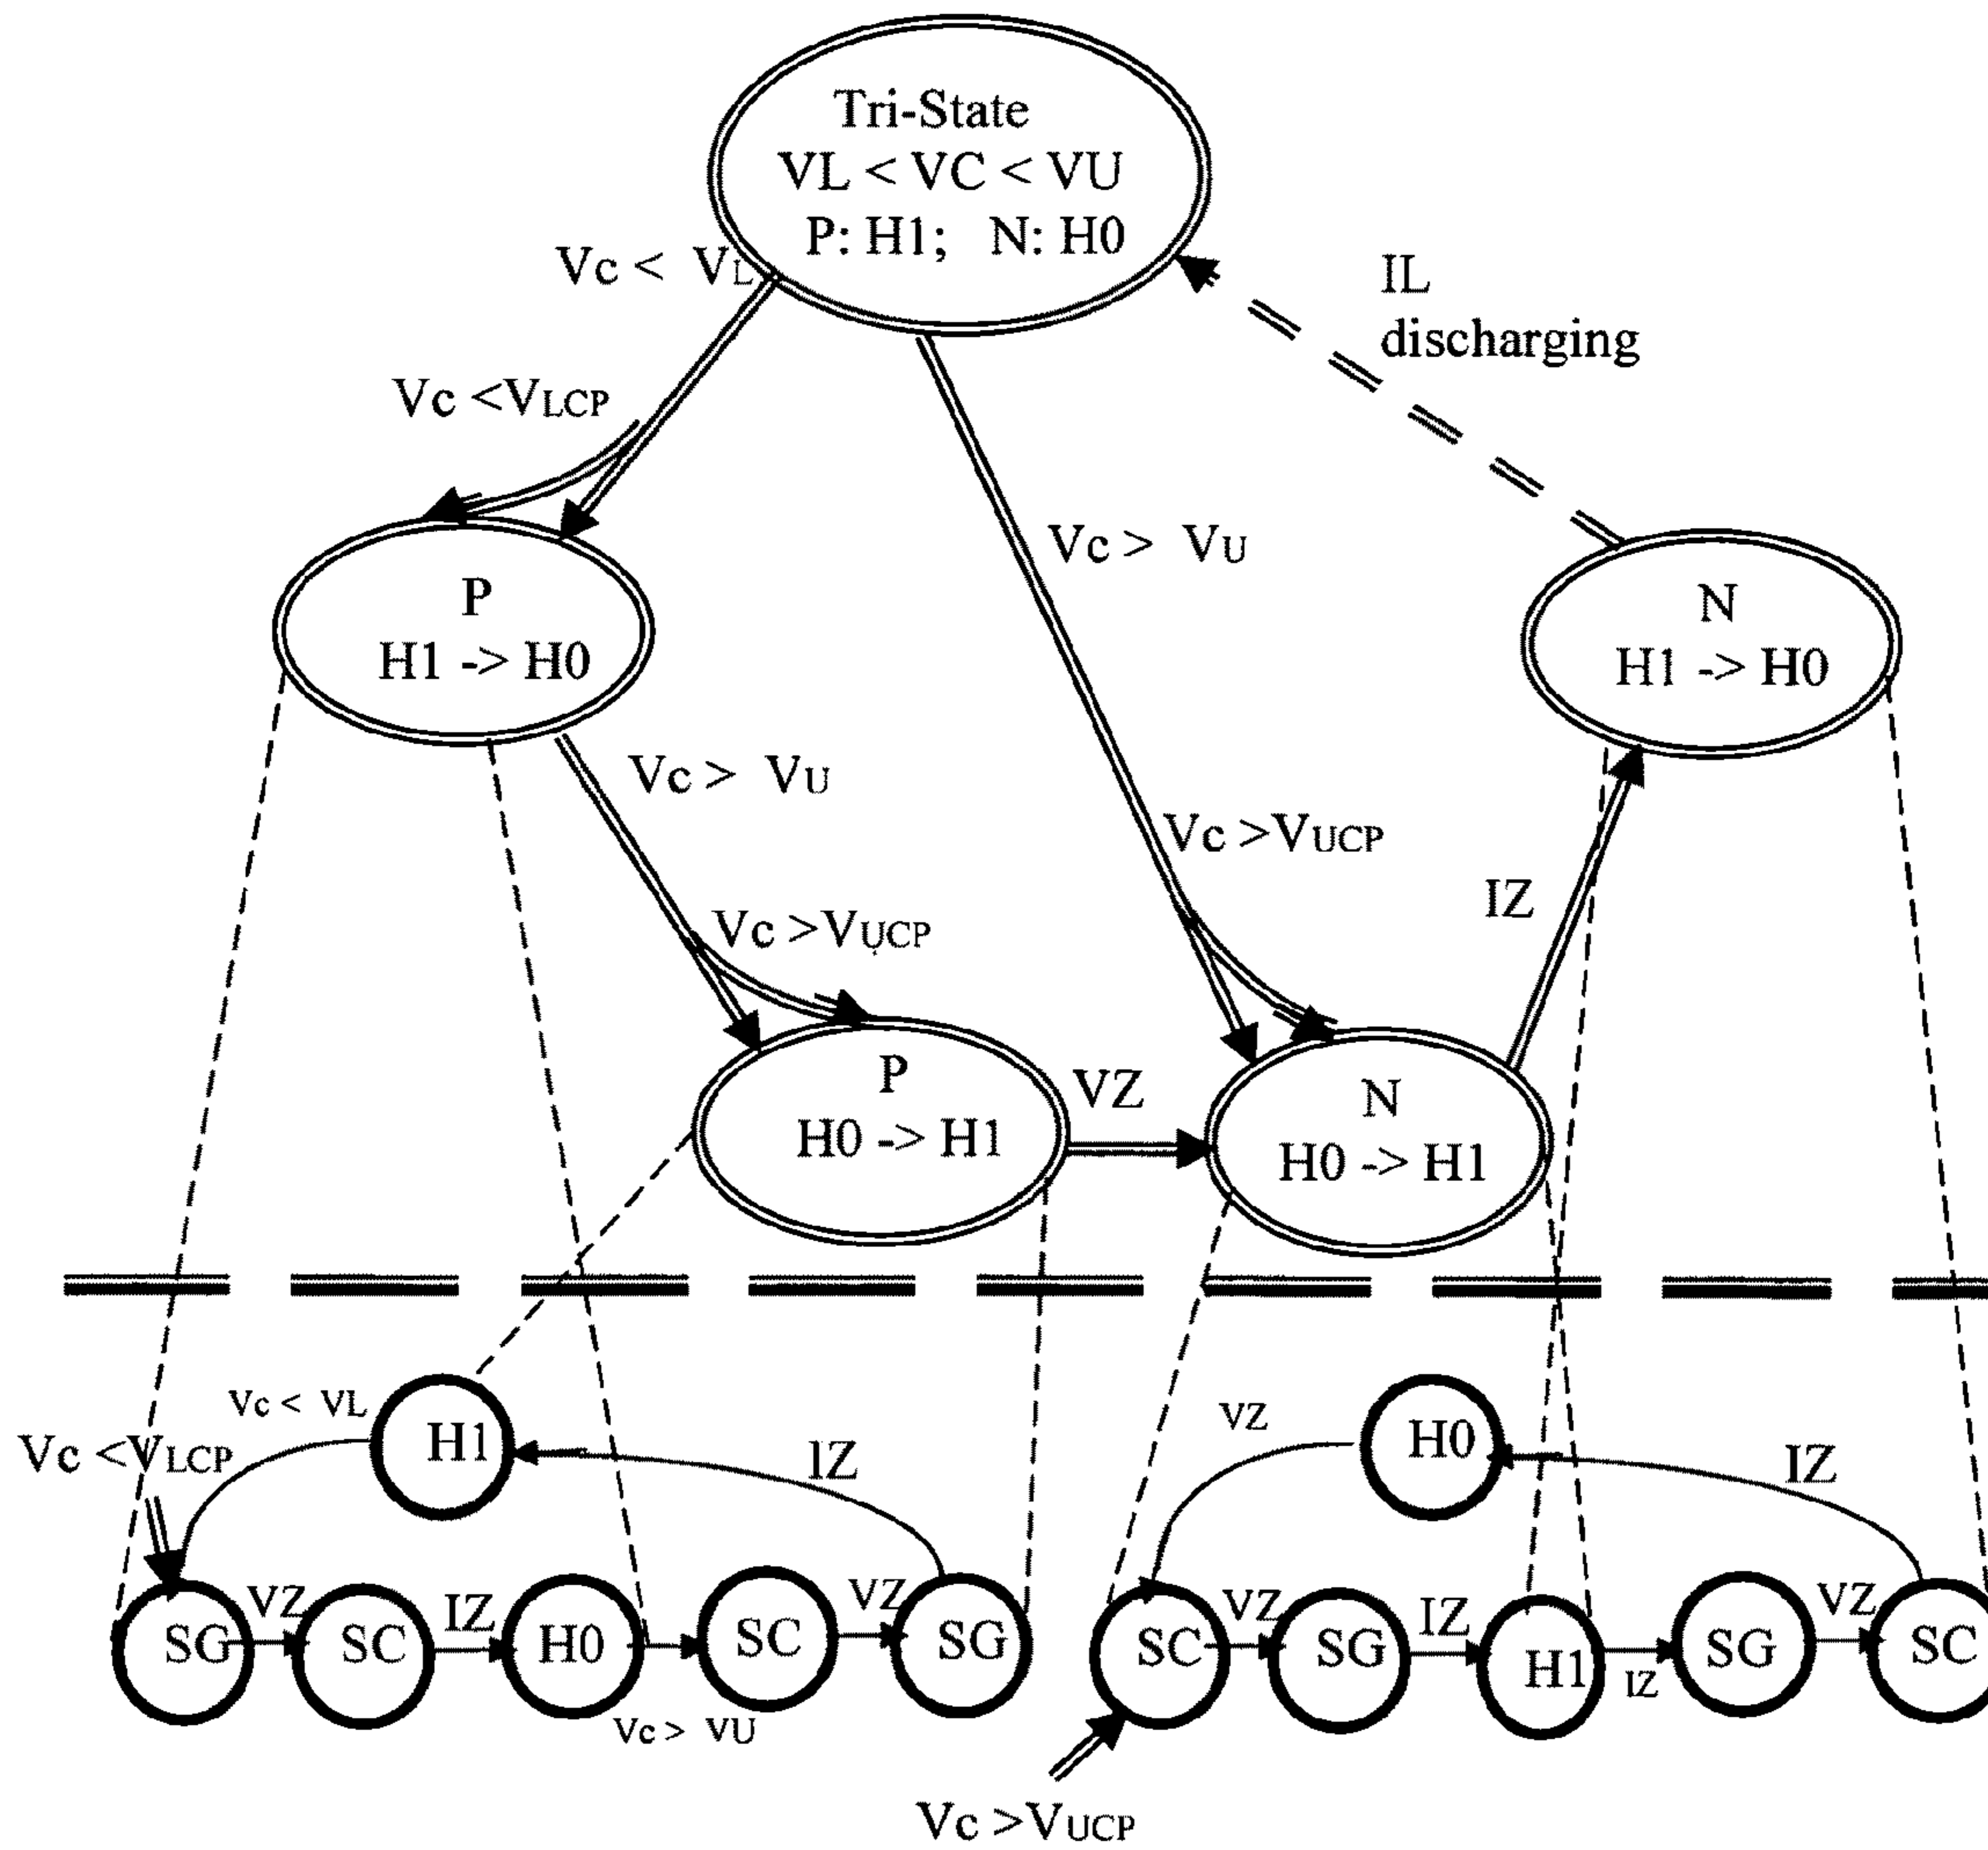 Tri-State
VL < VC < VU
P: H1; N: H0
Vc < VL
IL
discharging
Vc <VLCP
Vc > VU
P
H1 -> H0
N
H1 -> H0
Vc > VU
Vc >VUCP
IZ
Vc >VUCP
P
H0 -> H1
VZ
N
H0 -> H1
Vc < VL
Vc <VLCP
H1
IZ
VZ
H0
IZ
SG
VZ
SC
IZ
H0
Vc > VU
SC
VZ
SG
SC
VZ
SG
IZ
H1
IZ
SG
VZ
SC
Vc >VUCP